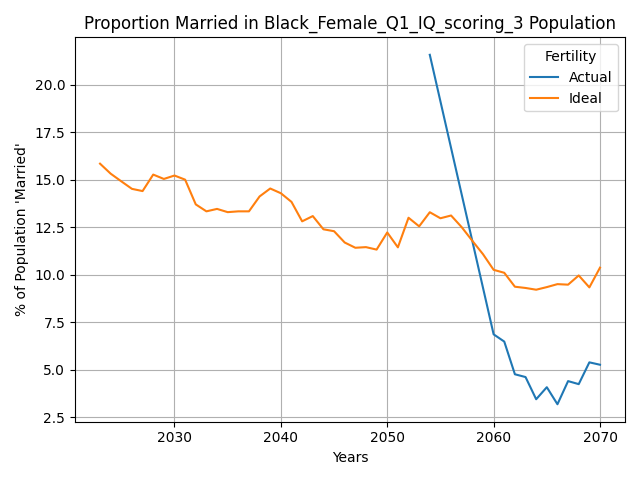 Proportion Married in Black_Female_Q1_IQ_scoring_3 Population
Fertility
Actual
Ideal
% of Population 'Married'
20.0
17.5
15.0
12.5
10.0
7.5
5.0
2.5
2030 2040 2050 2060 2070
Years